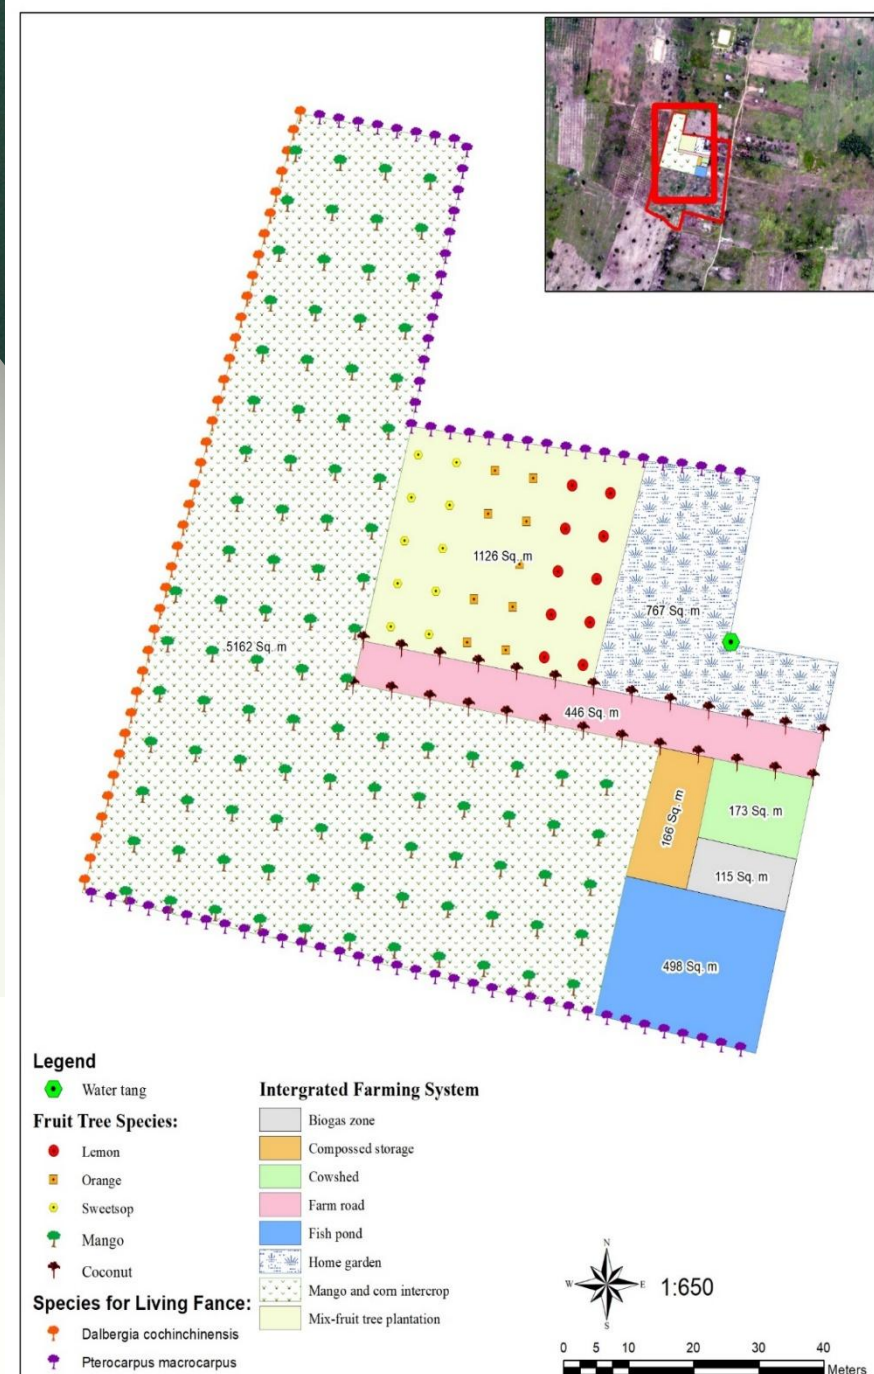 1126 Sq. m
767 Sq. m
5162 Sq. m
446 Sq. m
166 Sq. m
173 Sq. m
115 Sq. m
498 Sq. m
Legend
Water tang
Fruit Tree Species:
Lemon
Orange
Sweetsop
Mango
Coconut
Species for Living Fance:
Dalbergia cochinchinensis
Pterocarpus macrocarpus
Intergrated Farming System
Biogas zone
Compossed storage
Cowshed
Farm road
Fish pond
Home garden
Mango and corn intercrop
Mix-fruit tree plantation
N
W E
S
1:650
0 5 10 20 30 40
Meters